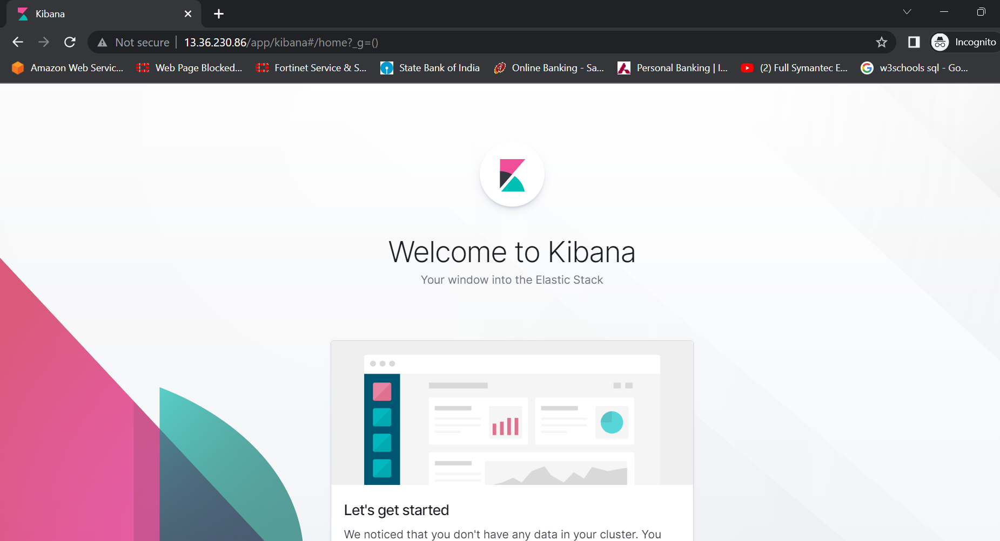 Kibana
Not secure 13.36.230.86/app/kibana#/home?_g=()
Incognito
Amazon Web Servic... Web Page Blocked... Fortinet Service & S... State Bank of India Online Banking - Sa... Personal Banking | I... (2) Full Symantec E... w3schools sql - Go...
Welcome to Kibana
Your window into the Elastic Stack
Let's get started
We noticed that you don't have any data in your cluster. You